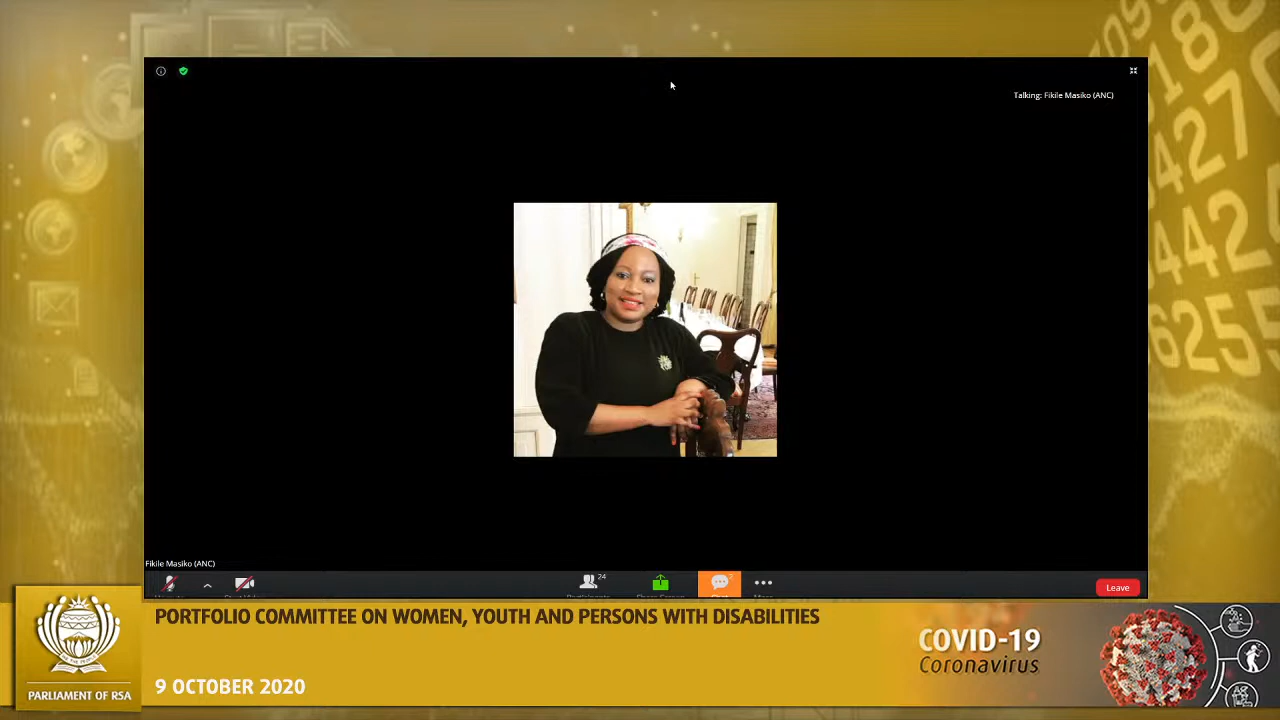 Talking: Fikile Masiko (ANC)
Fikile Masiko (ANC)
24
Leave
PORTFOLIO COMMITTEE ON WOMEN, YOUTH AND PERSONS WITH DISABILITIES
9 OCTOBER 2020
PARLIAMENT OF RSA
COVID-19
Coronavirus